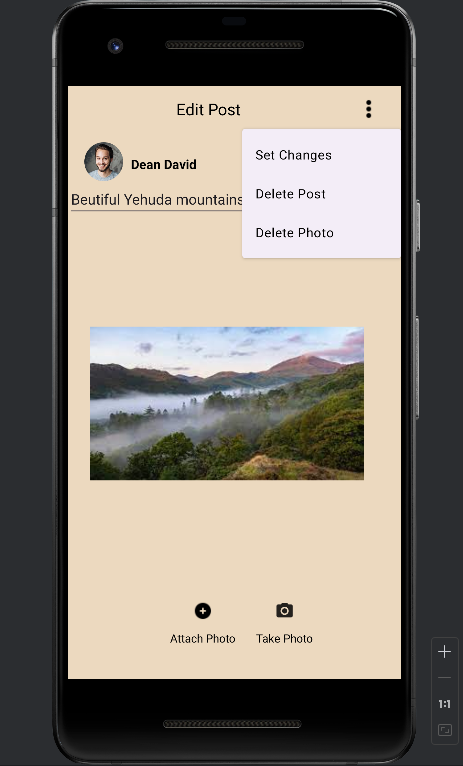 Edit Post
Dean David
Set Changes
Beutiful Yehuda mountains
Delete Post
Delete Photo
Attach Photo
Take Photo
1:1